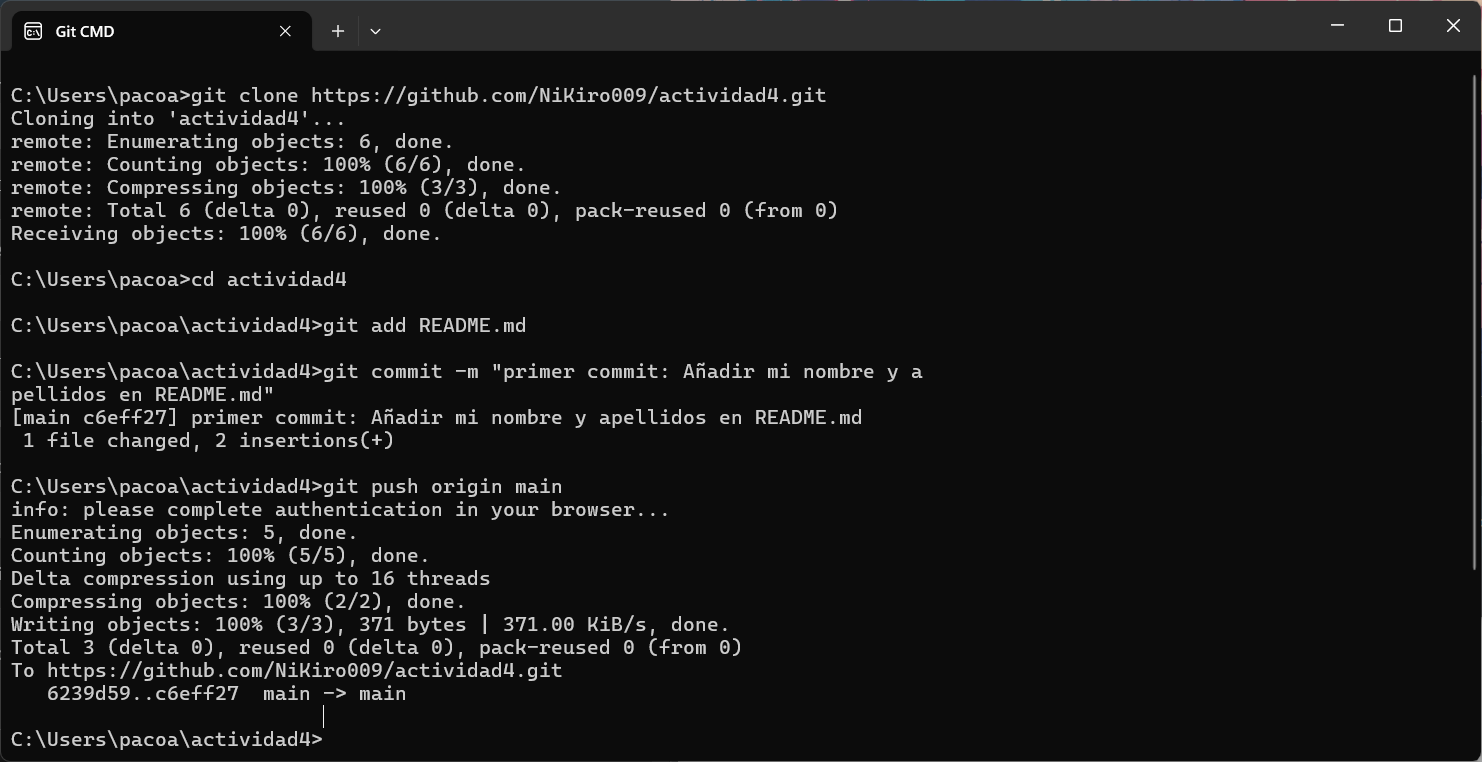 Git CMD
C:\Users\pacoa>git clone https://github.com/NiKiro009/actividad4.git
Cloning into 'actividad4'...
remote: Enumerating objects: 6, done.
remote: Counting objects: 100% (6/6), done.
remote: Compressing objects: 100% (3/3), done.
remote: Total 6 (delta 0), reused 0 (delta 0), pack-reused 0 (from 0)
Receiving objects: 100% (6/6), done.
C:\Users\pacoa>cd actividad4
C:\Users\pacoa\actividad4>git add README.md
C:\Users\pacoa\actividad4>git commit -m "primer commit: Añadir mi nombre y a
pellidos en README.md"
[main c6eff27] primer commit: Añadir mi nombre y apellidos en README.md
 1 file changed, 2 insertions(+)
C:\Users\pacoa\actividad4>git push origin main
info: please complete authentication in your browser...
Enumerating objects: 5, done.
Counting objects: 100% (5/5), done.
Delta compression using up to 16 threads
Compressing objects: 100% (2/2), done.
Writing objects: 100% (3/3), 371 bytes | 371.00 KiB/s, done.
Total 3 (delta 0), reused 0 (delta 0), pack-reused 0 (from 0)
To https://github.com/NiKiro009/actividad4.git
   6239d59..c6eff27  main -> main
C:\Users\pacoa\actividad4>